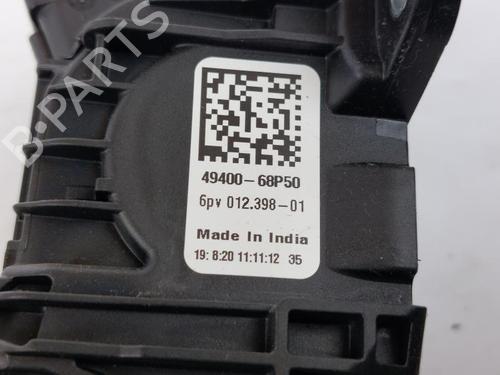 B-PARTS
49400-68P50
6pv 012.398-01
Made In India
19: 8:20 11:11:12 35